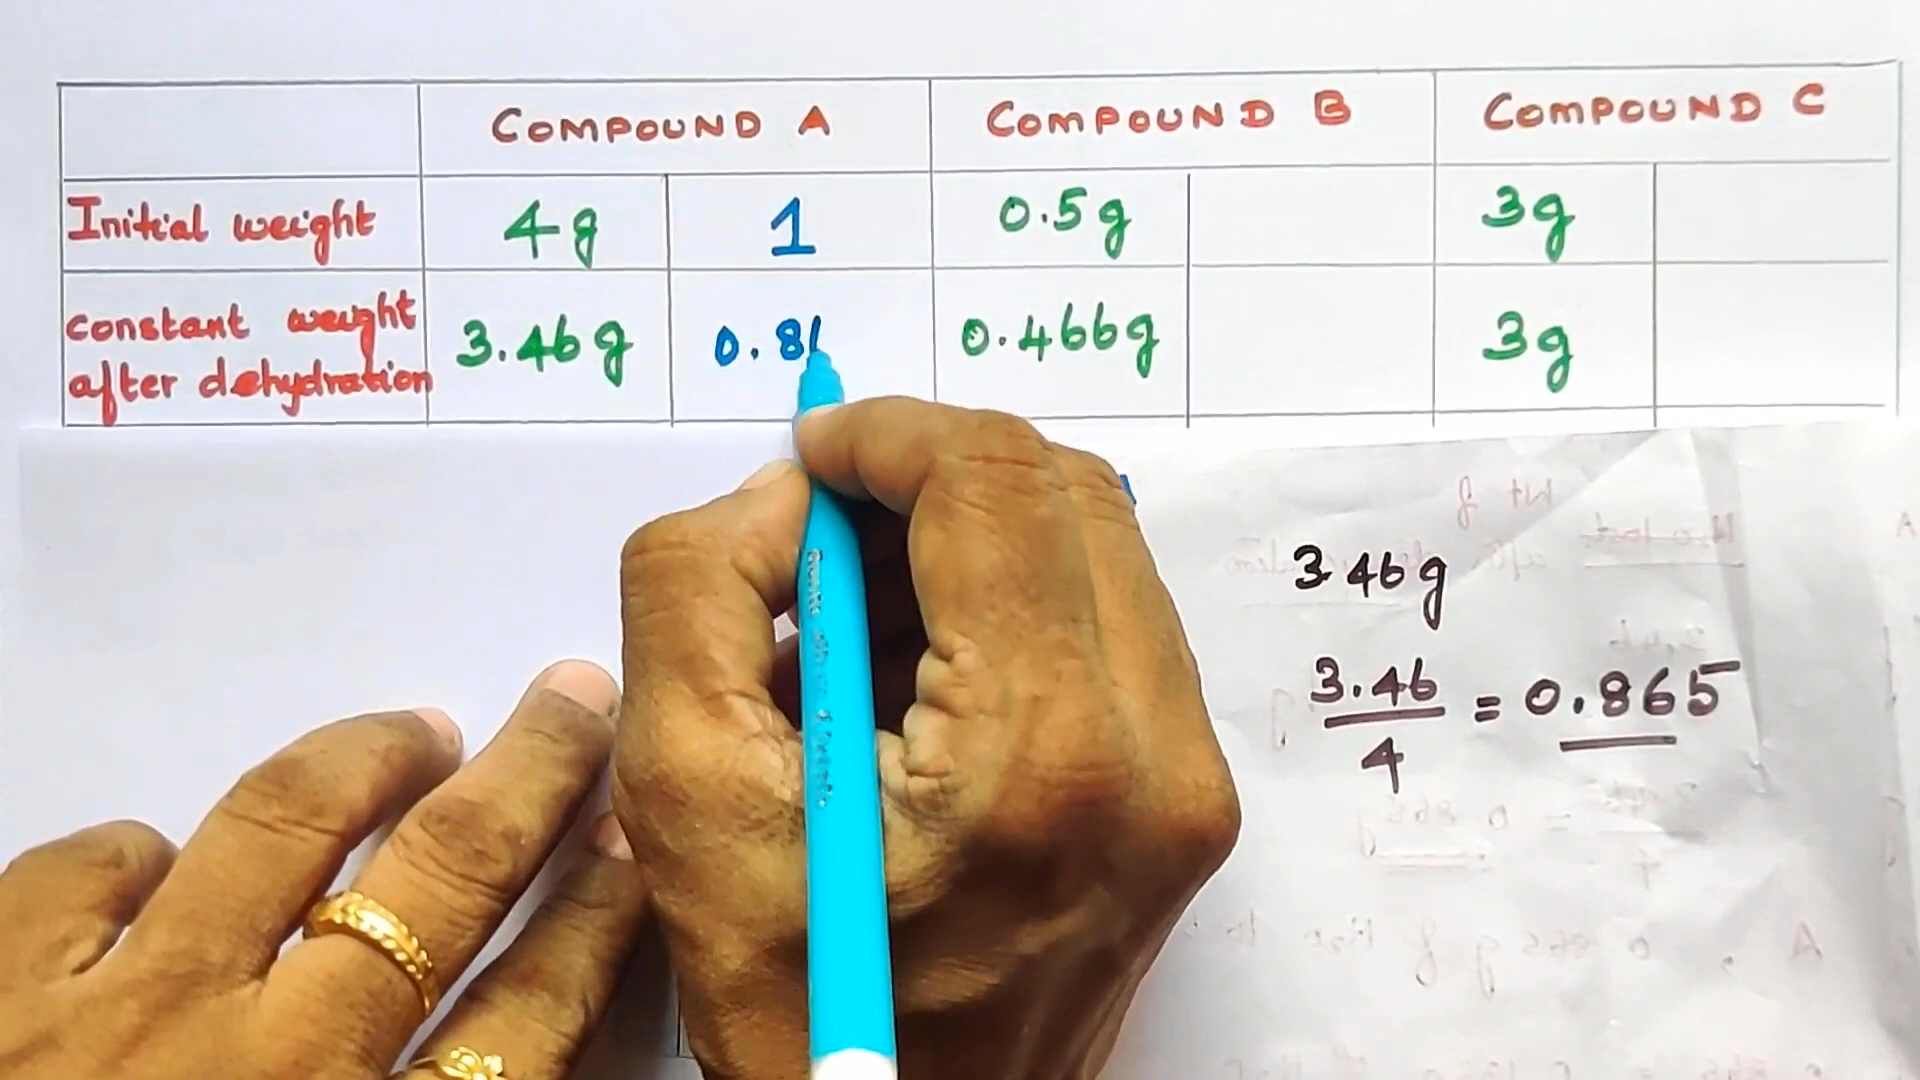 COMPOUND A COMPOUND B COMPOUND C
Initial weight 4g 1 0.5g 3g
constant weight after dehydration 3.46g 0.8 0.466g 3g
3.46g
3.46/4 = 0.865